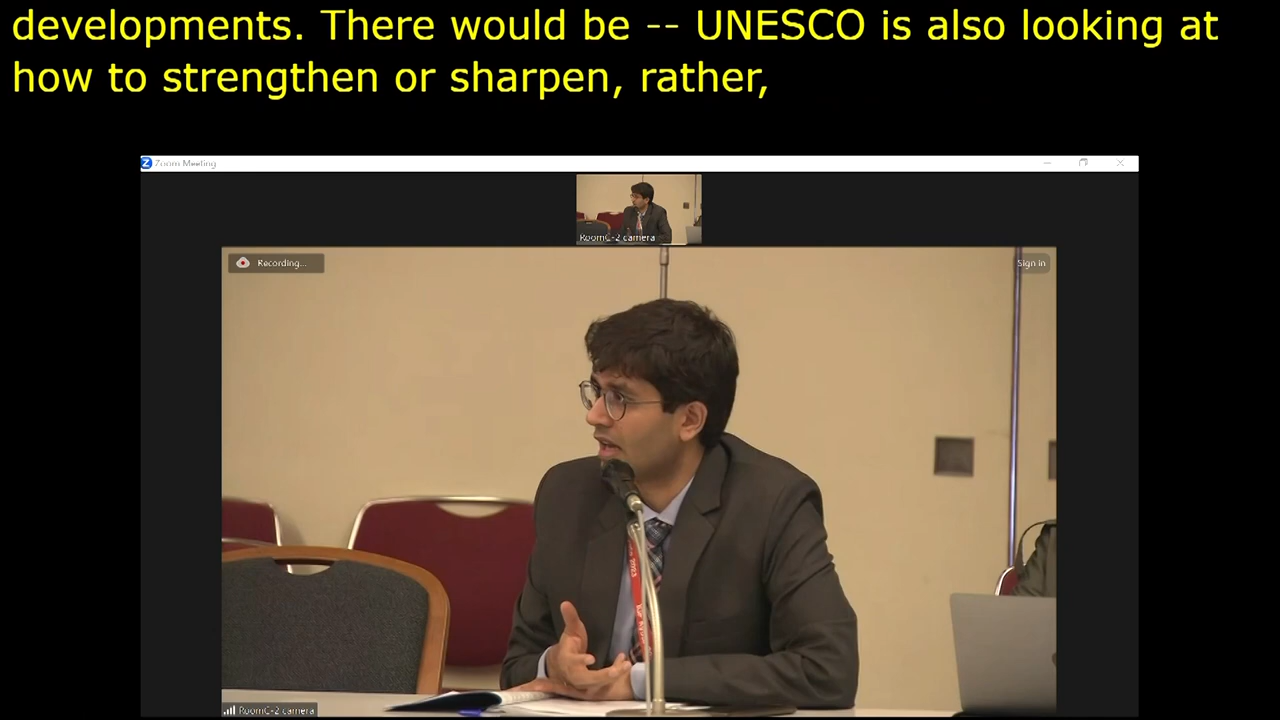 developments. There would be -- UNESCO is also looking at
how to strengthen or sharpen, rather,
Zoom Meeting
RoomC-2 camera
Recording...
Sign in
2023
RoomC-2 camera